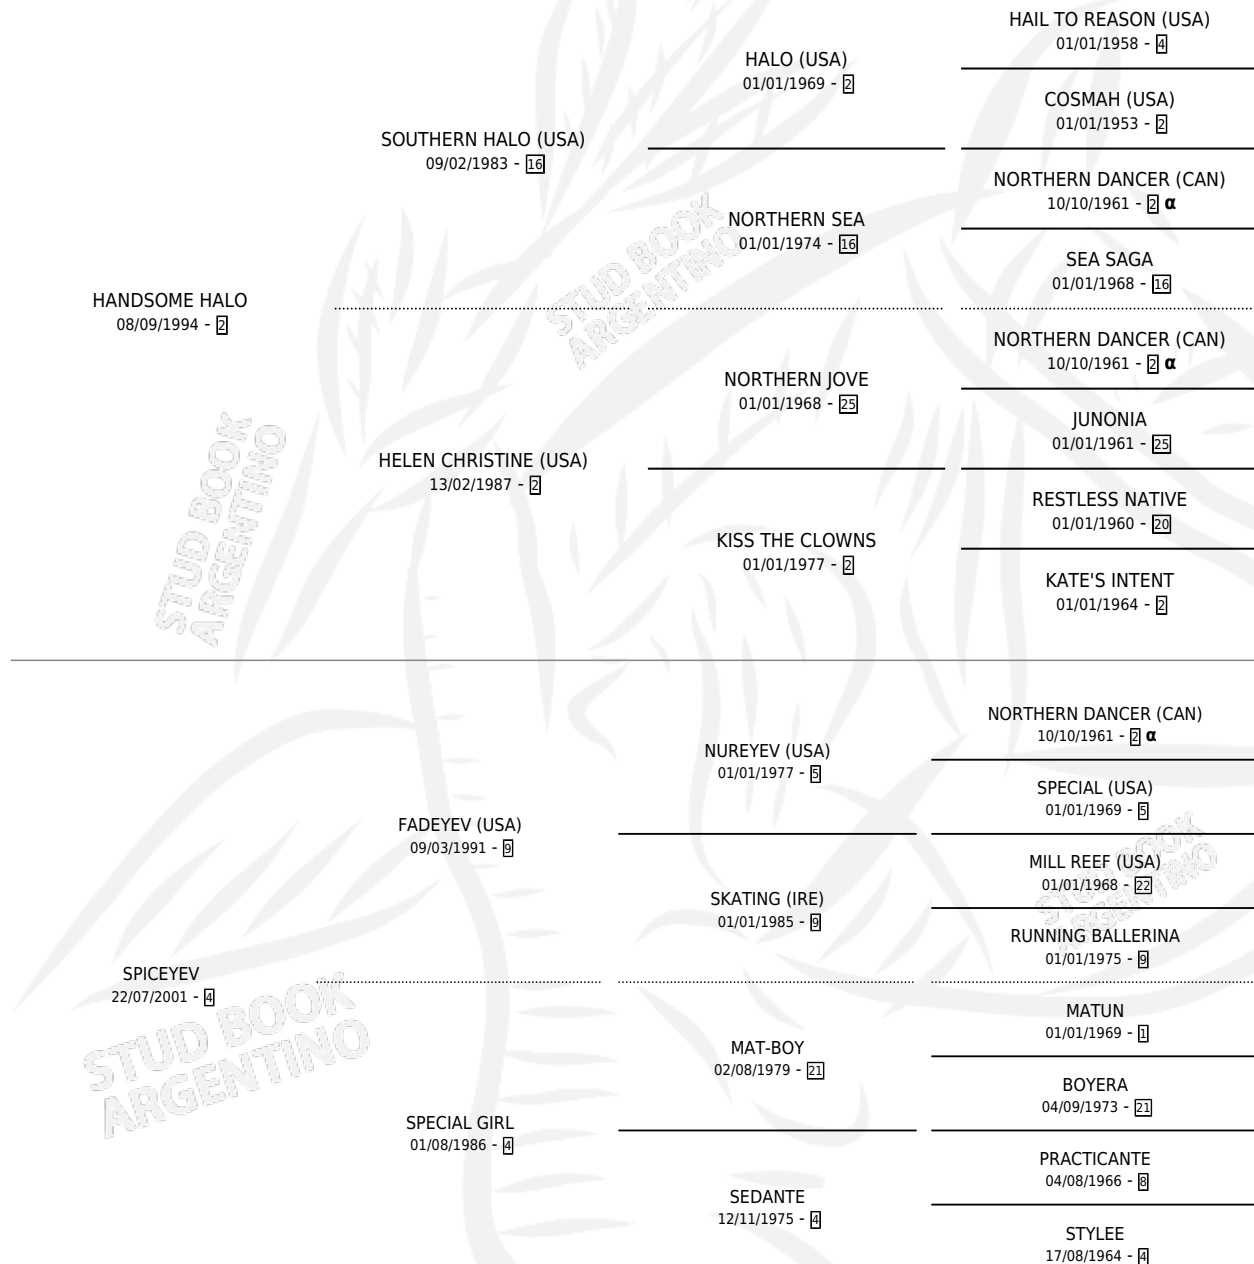 HAIL TO REASON (USA)
01/01/1958 - 4
HALO (USA)
01/01/1969 - 2
COSMAH (USA)
01/01/1953 - 2
SOUTHERN HALO (USA)
09/02/1983 - 16
NORTHERN DANCER (CAN)
10/10/1961 - 2 α
NORTHERN SEA
01/01/1974 - 16
SEA SAGA
01/01/1968 - 16
HANDSOME HALO
08/09/1994 - 2
NORTHERN DANCER (CAN)
10/10/1961 - 2 α
NORTHERN JOVE
01/01/1968 - 25
JUNONIA
01/01/1961 - 25
HELEN CHRISTINE (USA)
13/02/1987 - 2
RESTLESS NATIVE
01/01/1960 - 20
KISS THE CLOWNS
01/01/1977 - 2
KATE'S INTENT
01/01/1964 - 2
NORTHERN DANCER (CAN)
10/10/1961 - 2 α
NUREYEV (USA)
01/01/1977 - 5
SPECIAL (USA)
01/01/1969 - 5
FADEYEV (USA)
09/03/1991 - 9
MILL REEF (USA)
01/01/1968 - 22
SKATING (IRE)
01/01/1985 - 9
RUNNING BALLERINA
01/01/1975 - 9
SPICEYEV
22/07/2001 - 4
MATUN
01/01/1969 - 1
MAT-BOY
02/08/1979 - 21
BOYERA
04/09/1973 - 21
SPECIAL GIRL
01/08/1986 - 4
PRACTICANTE
04/08/1966 - 8
SEDANTE
12/11/1975 - 4
STYLEE
17/08/1964 - 4
STUD BOOK
ARGENTINO
STUD BOOK
ARGENTINO
STUD BOOK
ARGENTINO
STUD BOOK
ARGENTINO